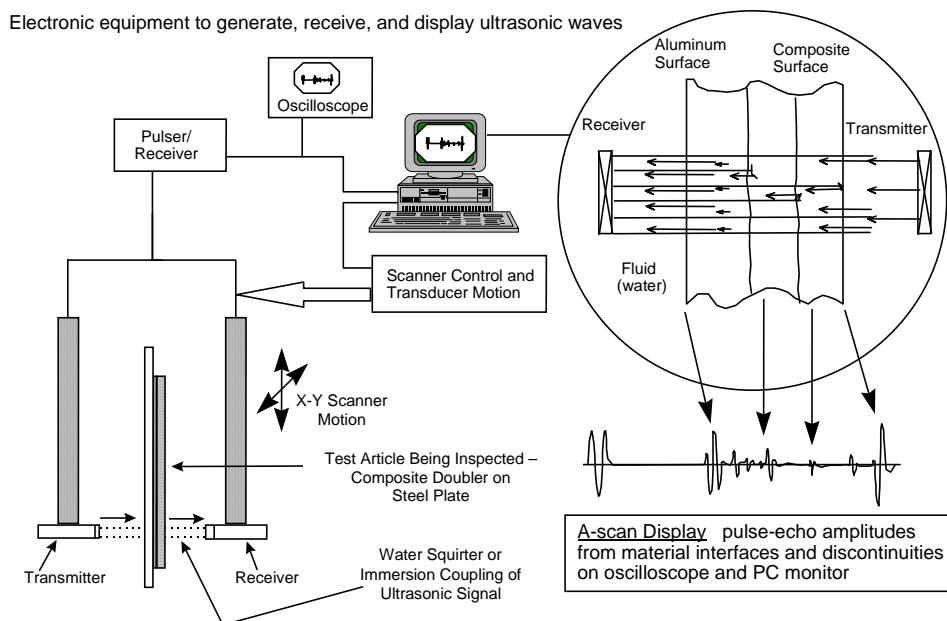 Electronic equipment to generate, receive, and display ultrasonic waves
Oscilloscope
Pulser/
Receiver
Scanner Control and
Transducer Motion
X-Y Scanner
Motion
Test Article Being Inspected –
Composite Doubler on
Steel Plate
Transmitter
Receiver
Water Squirter or
Immersion Coupling of
Ultrasonic Signal
Aluminum
Surface
Composite
Surface
Receiver
Transmitter
Fluid
(water)
A-scan Display pulse-echo amplitudes
from material interfaces and discontinuities
on oscilloscope and PC monitor